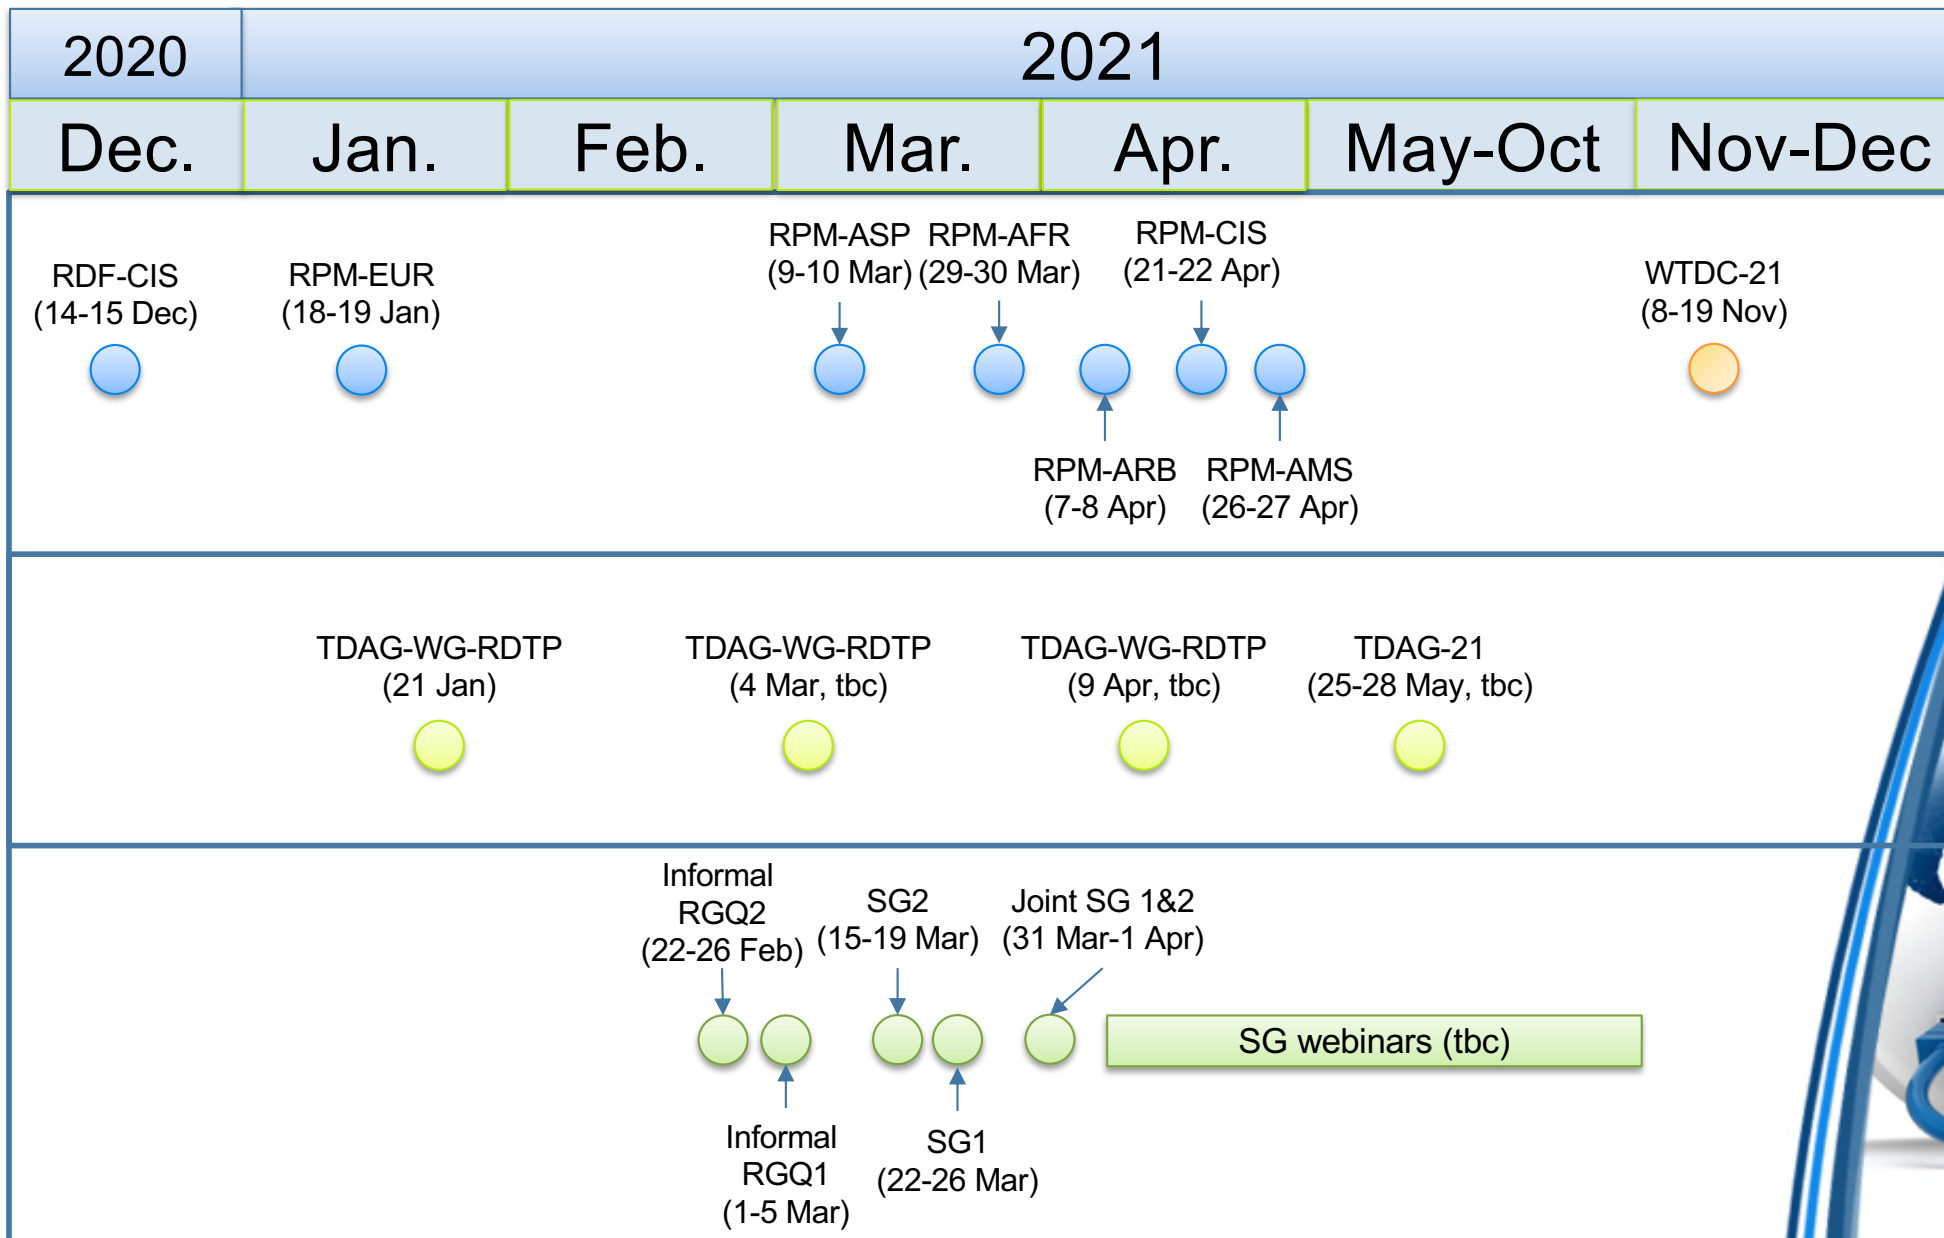 2020
2021
Dec.
Jan.
Feb.
Mar.
Apr.
May-Oct
Nov-Dec
RDF-CIS
(14-15 Dec)
RPM-EUR
(18-19 Jan)
RPM-ASP
(9-10 Mar)
RPM-AFR
(29-30 Mar)
RPM-CIS
(21-22 Apr)
WTDC-21
(8-19 Nov)
RPM-ARB
(7-8 Apr)
RPM-AMS
(26-27 Apr)
TDAG-WG-RDTP
(21 Jan)
TDAG-WG-RDTP
(4 Mar, tbc)
TDAG-WG-RDTP
(9 Apr, tbc)
TDAG-21
(25-28 May, tbc)
Informal
RGQ2
(22-26 Feb)
SG2
(15-19 Mar)
Joint SG 1&2
(31 Mar-1 Apr)
SG webinars (tbc)
Informal
RGQ1
(1-5 Mar)
SG1
(22-26 Mar)